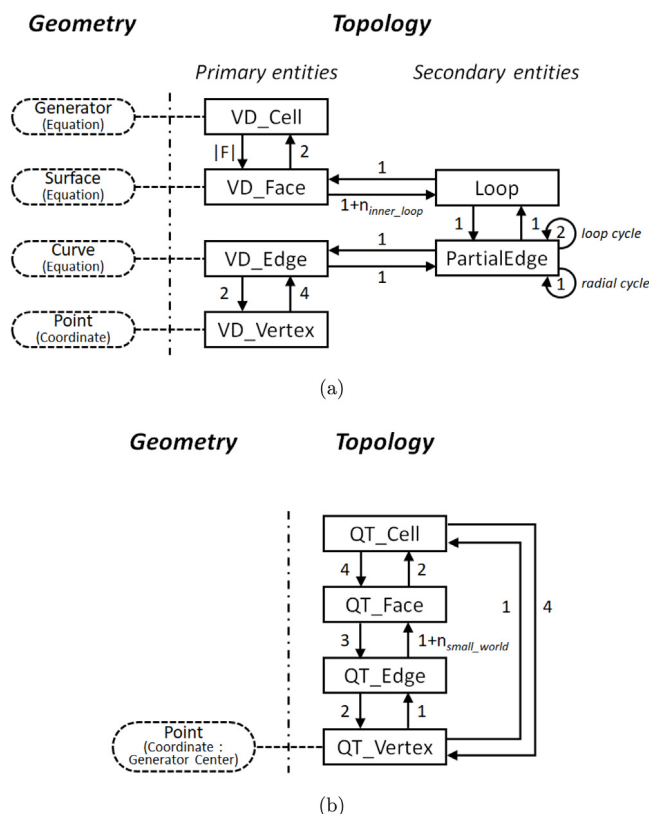 Geometry Topology
Primary entities Secondary entities
Generator
(Equation)
VD_Cell
|F| 2
Surface
(Equation)
VD_Face
1
1+n_inner_loop
Loop
1 1
2 loop cycle
Curve
(Equation)
VD_Edge
1
1
PartialEdge
1 radial cycle
2 4
Point
(Coordinate)
VD_Vertex
(a)
Geometry Topology
QT_Cell
4 2
QT_Face
1 4
3 1+n_small_world
QT_Edge
2 1
Point
(Coordinate :
Generator Center)
QT_Vertex
(b)